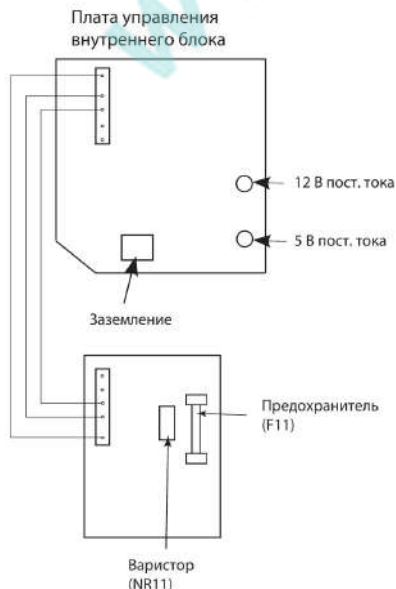 Плата управления
внутреннего блока
12 В пост. тока
5 В пост. тока
Заземление
Предохранитель
(F11)
Варистор
(NR11)